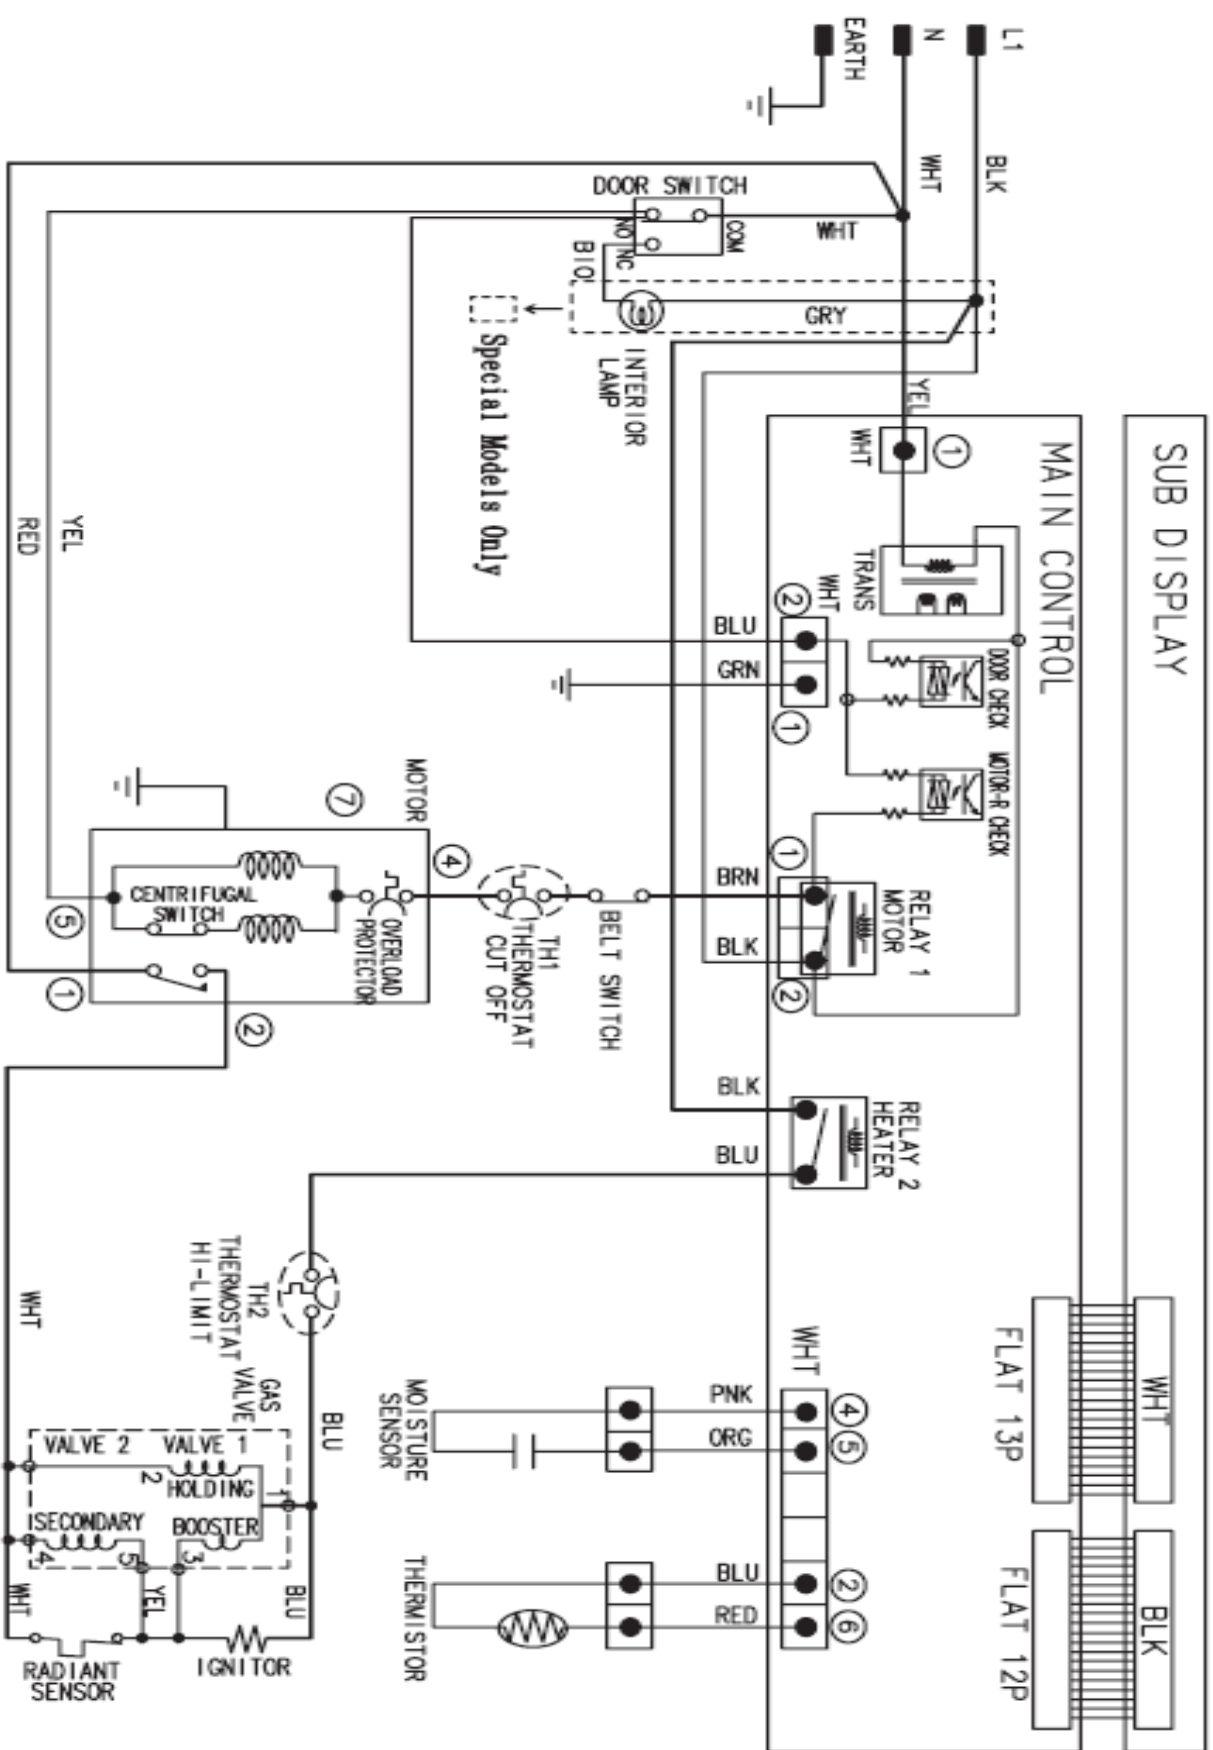 L1
N
EARTH
BLK
WHT
DOOR SWITCH
WHT
COM
NO
NC
BIO
GRY
INTERIOR
LAMP
Special Models Only
YEL
RED
YEL
WHT
1
MAIN CONTROL
SUB DISPLAY
TRANS
WHT
2
BLU
GRN
1
DOOR CHECK
MOTOR-R CHECK
MOTOR
7
4
CENTRIFUGAL
SWITCH
OVERLOAD
PROTECTOR
5
1
2
TH1
THERMOSTAT
CUT OFF
BELT SWITCH
1
BRN
BLK
2
RELAY 1
MOTOR
BLK
BLU
RELAY 2
HEATER
TH2
THERMOSTAT
HI-LIMIT
WHT
GAS
VALVE
BLU
VALVE 2
VALVE 1
2
HOLDING
1
SECONDARY
BOOSTER
4
5
3
WHT
YEL
BLU
RADIANT
SENSOR
IGNITOR
MOISTURE
SENSOR
PNK
ORG
WHT
4
5
THERMISTOR
BLU
RED
2
6
FLAT 13P
WHT
FLAT 12P
BLK